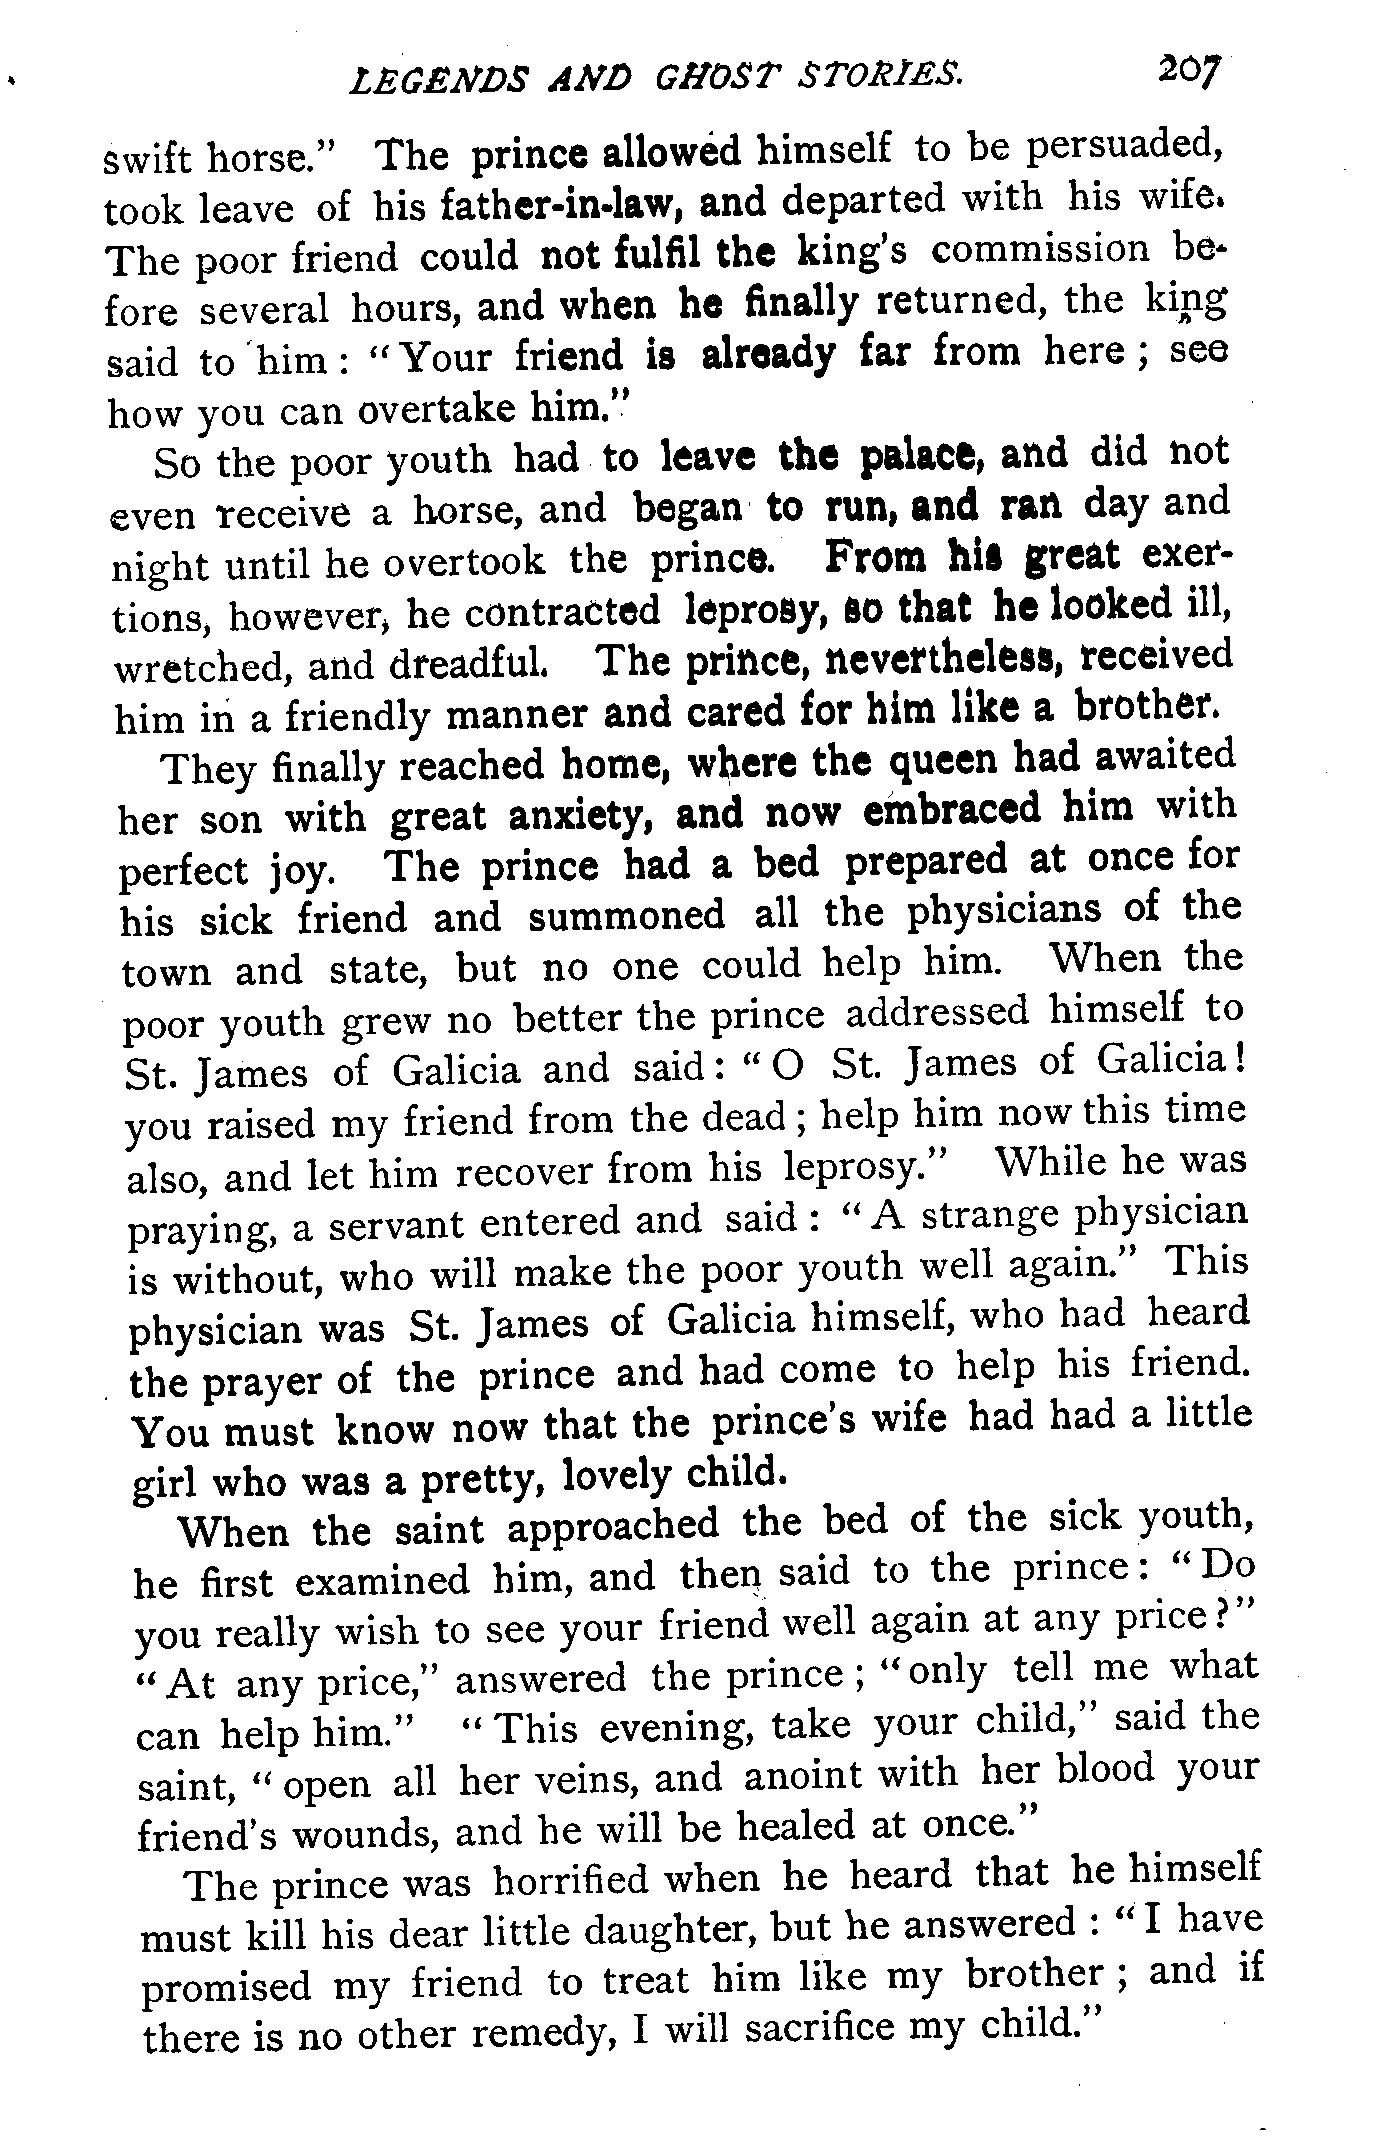 LEGENDS AND GHOST STORIES. 207
swift horse." The prince allowed himself to be persuaded,
took leave of his father-in-law, and departed with his wife.
The poor friend could not fulfil the king's commission be-
fore several hours, and when he finally returned, the king
said to him : "Your friend is already far from here ; see
how you can overtake him."
So the poor youth had to leave the palace, and did not
even receive a horse, and began to run, and ran day and
night until he overtook the prince. From his great exer-
tions, however, he contracted leprosy, so that he looked ill,
wretched, and dreadful. The prince, nevertheless, received
him in a friendly manner and cared for him like a brother.
They finally reached home, where the queen had awaited
her son with great anxiety, and now embraced him with
perfect joy. The prince had a bed prepared at once for
his sick friend and summoned all the physicians of the
town and state, but no one could help him. When the
poor youth grew no better the prince addressed himself to
St. James of Galicia and said : "O St. James of Galicia!
you raised my friend from the dead ; help him now this time
also, and let him recover from his leprosy." While he was
praying, a servant entered and said : "A strange physician
is without, who will make the poor youth well again." This
physician was St. James of Galicia himself, who had heard
the prayer of the prince and had come to help his friend.
You must know now that the prince's wife had had a little
girl who was a pretty, lovely child.
When the saint approached the bed of the sick youth,
he first examined him, and then said to the prince : "Do
you really wish to see your friend well again at any price?"
"At any price," answered the prince ; "only tell me what
can help him." "This evening, take your child," said the
saint, "open all her veins, and anoint with her blood your
friend's wounds, and he will be healed at once."
The prince was horrified when he heard that he himself
must kill his dear little daughter, but he answered : "I have
promised my friend to treat him like my brother ; and if
there is no other remedy, I will sacrifice my child."